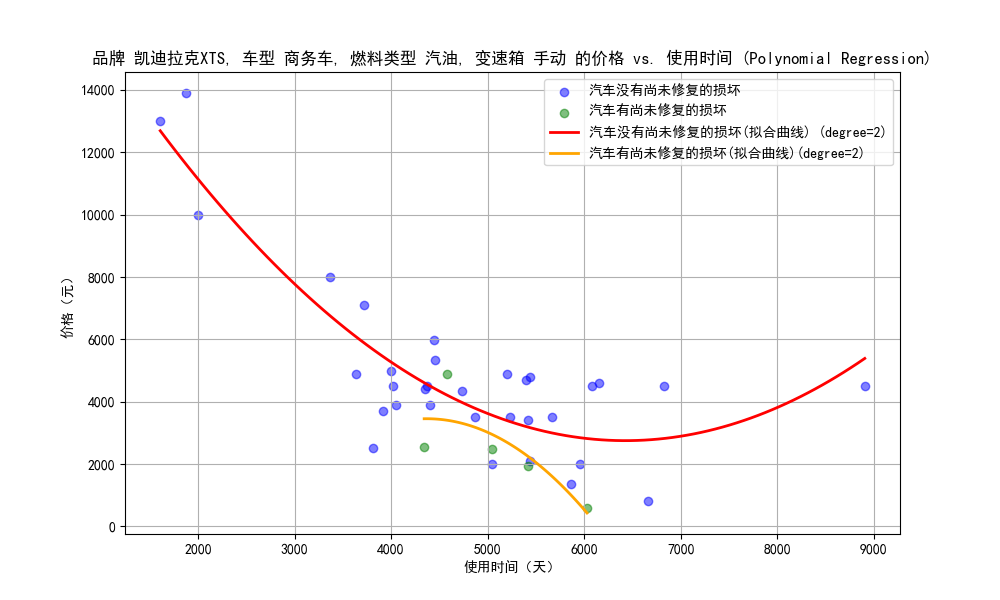 品牌 凯迪拉克XTS, 车型 商务车, 燃料类型 汽油, 变速箱 手动 的价格 vs. 使用时间 (Polynomial Regression)
汽车没有尚未修复的损坏
汽车有尚未修复的损坏
汽车没有尚未修复的损坏(拟合曲线) (degree=2)
汽车有尚未修复的损坏(拟合曲线)(degree=2)
价格（元）
14000
12000
10000
8000
6000
4000
2000
0
2000 3000 4000 5000 6000 7000 8000 9000
使用时间（天）